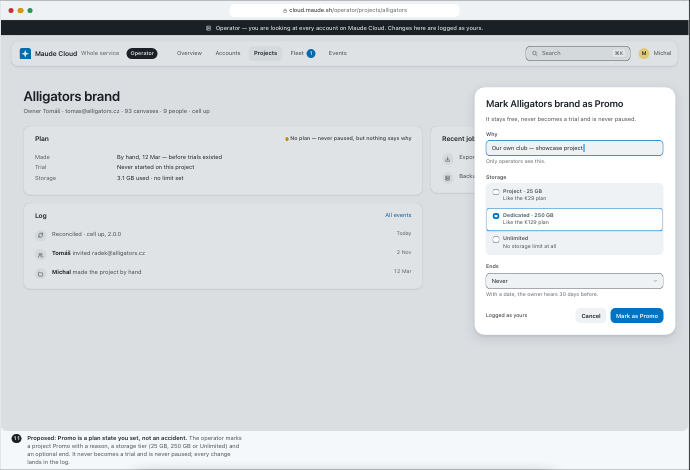 cloud.maude.sh/operator/projects/alligators
Operator — you are looking at every account on Maude Cloud. Changes here are logged as yours.
Maude Cloud Whole service Operator Overview Accounts Projects Fleet 1 Events Search ⌘K M Michal
Alligators brand
Owner Tomáš · tomas@alligators.cz · 93 canvases · 9 people · cell up
Plan
No plan — never paused, but nothing says why
Made By hand, 12 Mar — before trials existed
Trial Never started on this project
Storage 3.1 GB used · no limit set
Log All events
Reconciled · cell up, 2.0.0 Today
Tomáš invited radek@alligators.cz 2 Nov
Michal made the project by hand 12 Mar
Recent job
Expor
Backu
Mark Alligators brand as Promo
It stays free, never becomes a trial and is never paused.
Why
Our own club — showcase project
Only operators see this.
Storage
Project · 25 GB
Like the €29 plan
Dedicated · 250 GB
Like the €129 plan
Unlimited
No storage limit at all
Ends
Never
With a date, the owner hears 30 days before.
Logged as yours Cancel Mark as Promo
11 Proposed: Promo is a plan state you set, not an accident. The operator marks
a project Promo with a reason, a storage tier (25 GB, 250 GB or Unlimited) and
an optional end. It never becomes a trial and is never paused; every change
lands in the log.